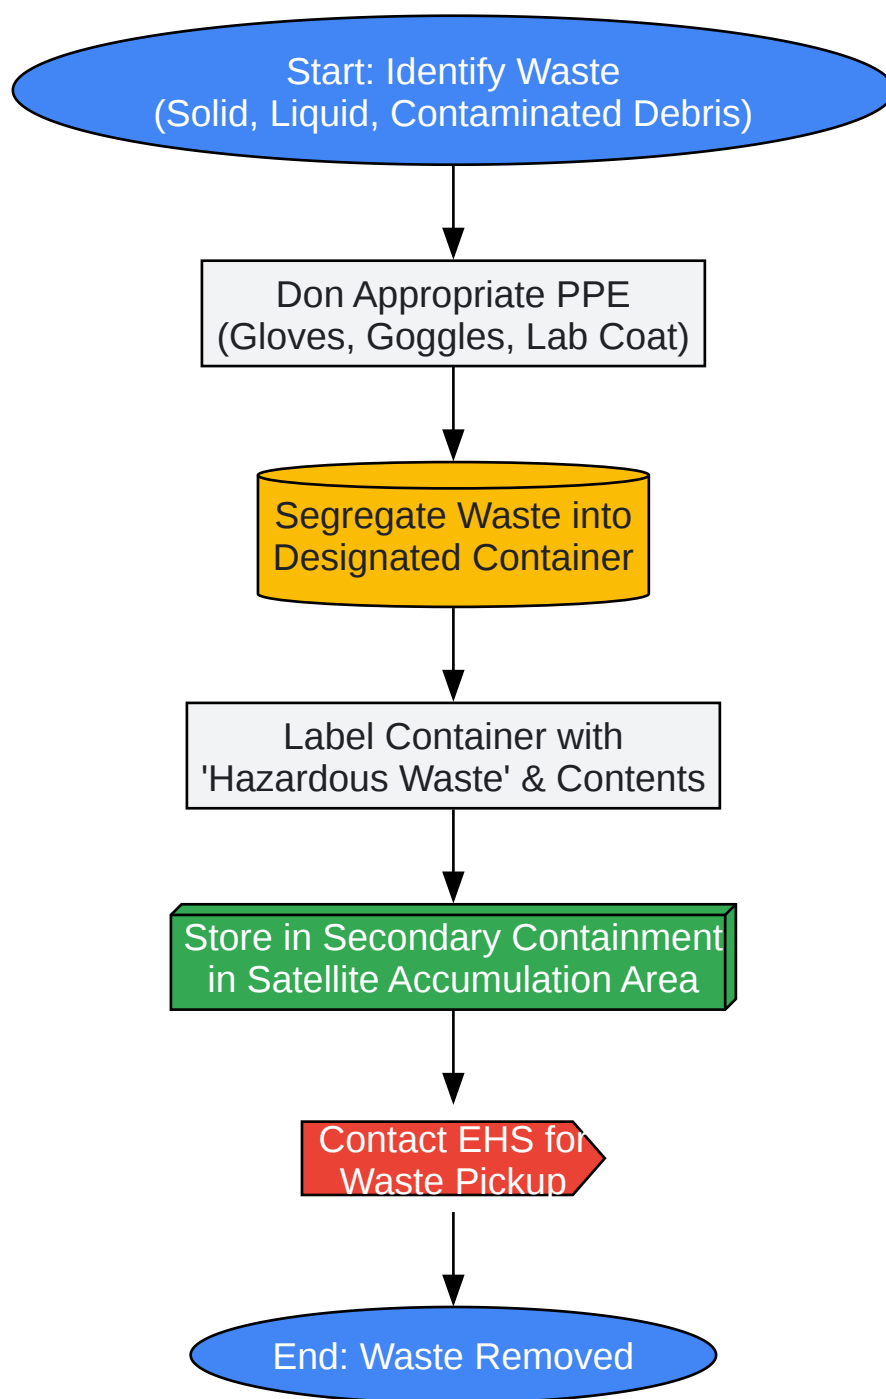 Start: Identify Waste
(Solid, Liquid, Contaminated Debris)
Don Appropriate PPE
(Gloves, Goggles, Lab Coat)
Segregate Waste into
Designated Container
Label Container with
'Hazardous Waste' & Contents
Store in Secondary Containment
in Satellite Accumulation Area
Contact EHS for
Waste Pickup
End: Waste Removed